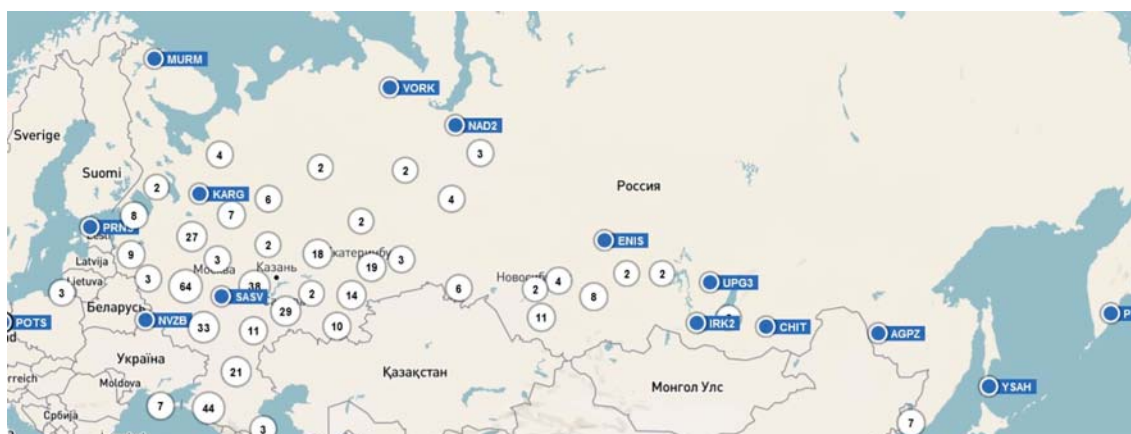 MURM
VORK
NAD2
Sverige
4
3
Suomi
2
2
2
KARG
6
4
Россия
8
7
2
PRNS
27
ENIS
9
2
18
3
Latvija
3
19
Казань
2
2
3
4
UPG3
64
38
6
2
3
SASV
2
14
8
Беларусь
29
POTS
NVZB
33
11
10
11
IRK2
CHIT
AGPZ
Україна
21
Қазақстан
Монгол Улс
Moldova
YSAH
7
44
Србија
3
7